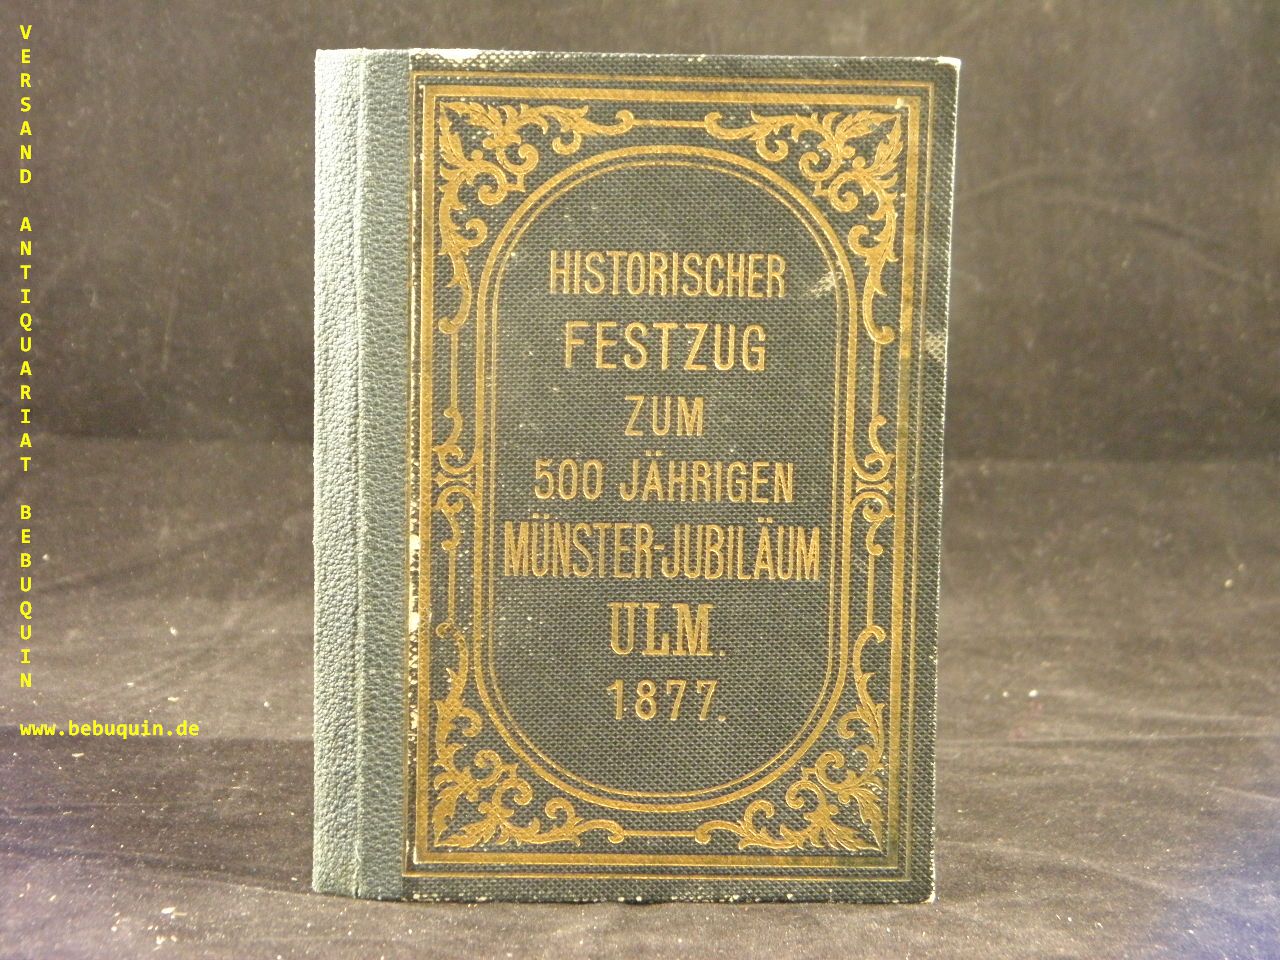 VERSAND ANTIQUARIAT BEBUQUIN
www.bebuquin.de
HISTORISCHER
FESTZUG
ZUM
500 JÄHRIGEN
MÜNSTER-JUBILÄUM
ULM.
1877.